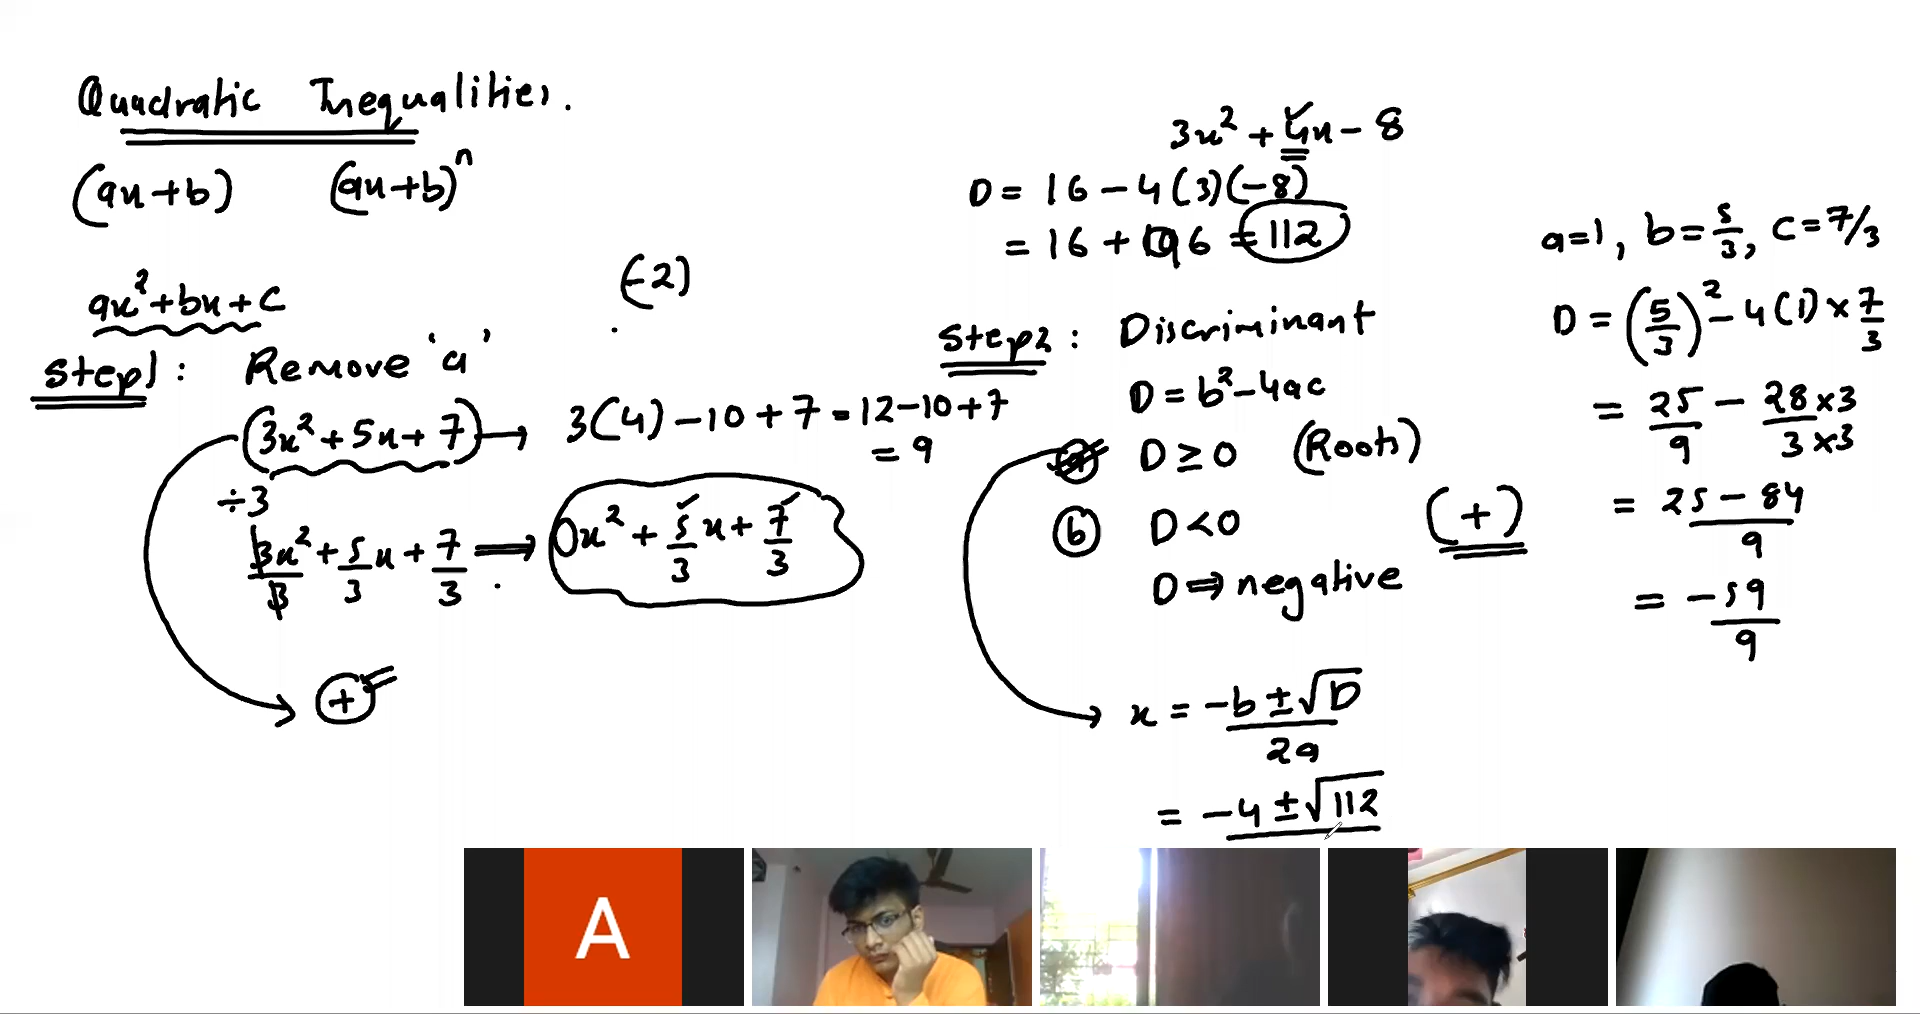 Quadratic Inequalities.
(ax+b) (ax+b)ⁿ
ax²+bx+c
(-2)
Step1: Remove 'a'
(3x²+5x+7) → 3(4)-10+7=12-10+7
= 9
÷3
3x²/3 + 5/3x + 7/3 ⇒ x² + 5/3x + 7/3
+
3x²+4x-8
D = 16-4(3)(-8)
= 16+96 = 112
Step2: Discriminant
D = b²-4ac
D ≥ 0 (Roots)
b D<0 (+)
D ⇒ negative
x = -b ± √D / 2a
= -4 ± √112
a=1, b=5/3, c=7/3
D = (5/3)² - 4(1) × 7/3
= 25/9 - 28×3/3×3
= 25-84/9
= -59/9
A